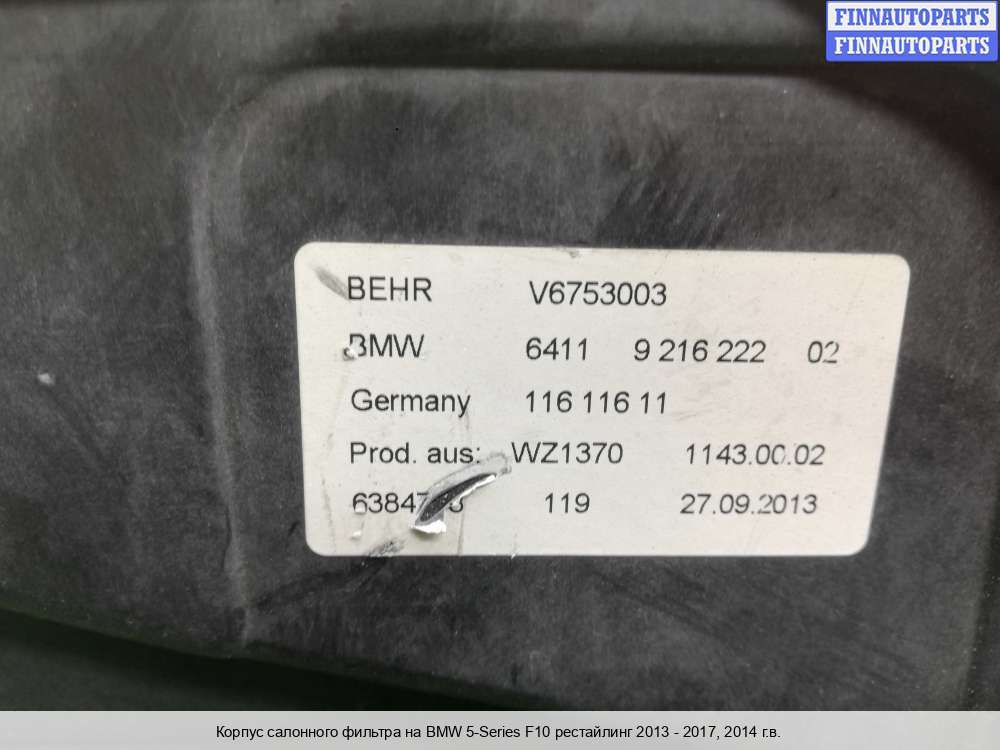 FINNAUTOPARTS
FINNAUTOPARTS
BEHR V6753003
BMW 6411 9 216 222 02
Germany 116 116 11
Prod. aus: WZ1370 1143.00.02
119 27.09.2013
Корпус салонного фильтра на BMW 5-Series F10 рестайлинг 2013 - 2017, 2014 г.в.